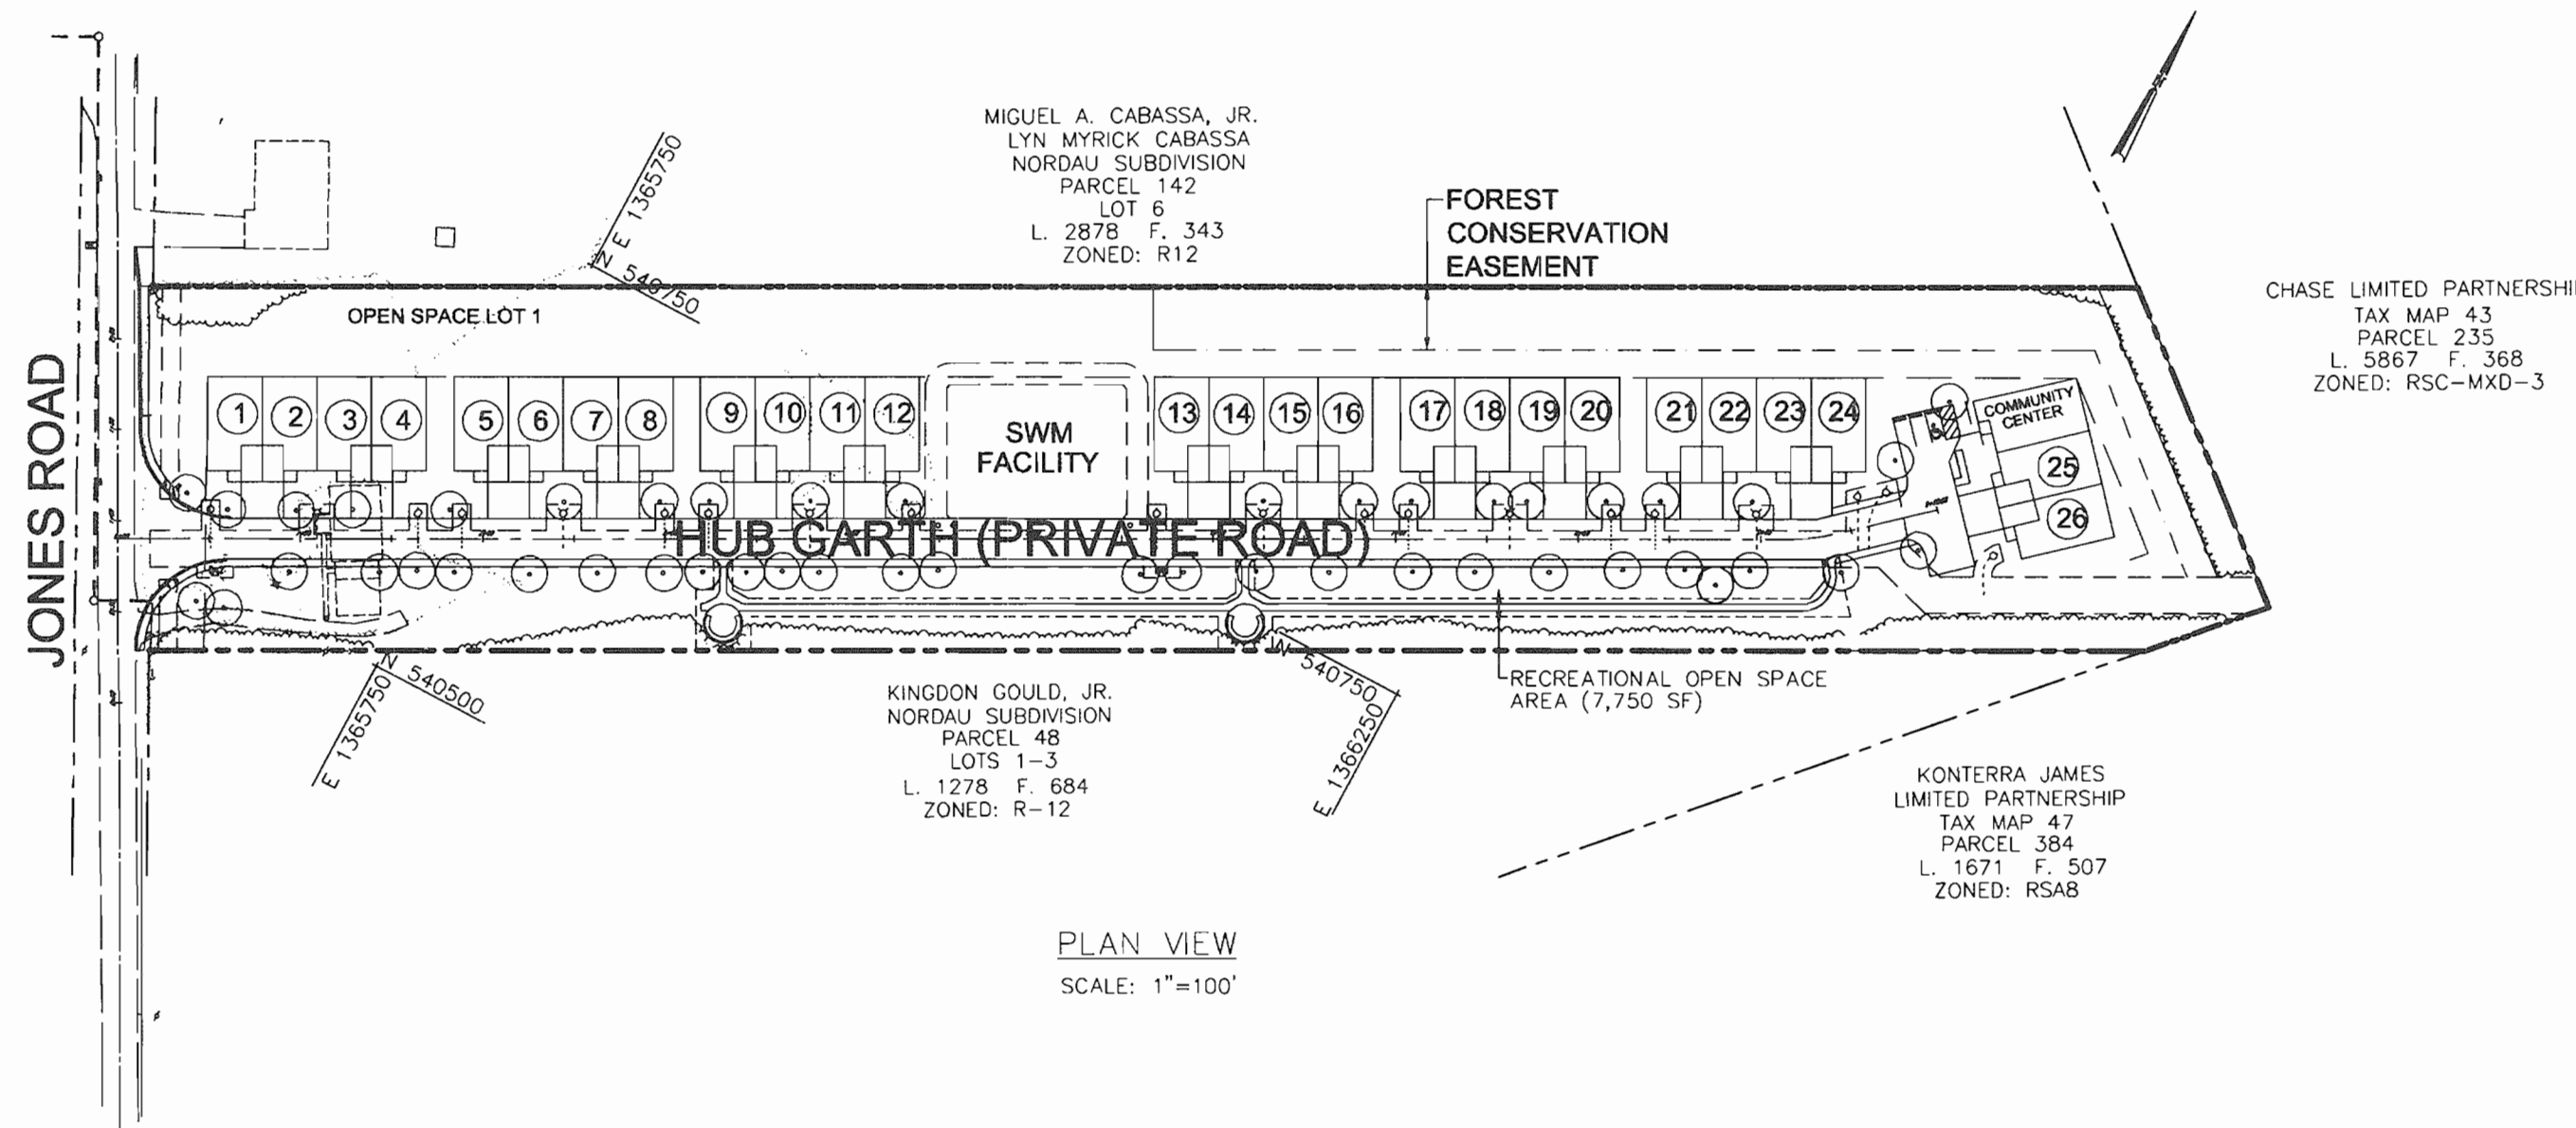 MIGUEL A. CABASSA, JR.
LYN MYRICK CABASSA
NORDAU SUBDIVISION
PARCEL 142
LOT 6
L. 2878 F. 343
ZONED: R12
E 1365750
N 540750
FOREST
CONSERVATION
EASEMENT
CHASE LIMITED PARTNERSHI
TAX MAP 43
PARCEL 235
L. 5867 F. 368
ZONED: RSC-MXD-3
OPEN SPACE LOT 1
JONES ROAD
1 2 3 4 5 6 7 8 9 10 11 12
SWM
FACILITY
13 14 15 16 17 18 19 20 21 22 23 24
COMMUNITY
CENTER
25
26
HUB GARTH (PRIVATE ROAD)
N 540500
E 1365750
KINGDON GOULD, JR.
NORDAU SUBDIVISION
PARCEL 48
LOTS 1-3
L. 1278 F. 684
ZONED: R-12
N 540750
E 1366250
RECREATIONAL OPEN SPACE
AREA (7,750 SF)
KONTERRA JAMES
LIMITED PARTNERSHIP
TAX MAP 47
PARCEL 384
L. 1671 F. 507
ZONED: RSA8
PLAN VIEW
SCALE: 1"=100'